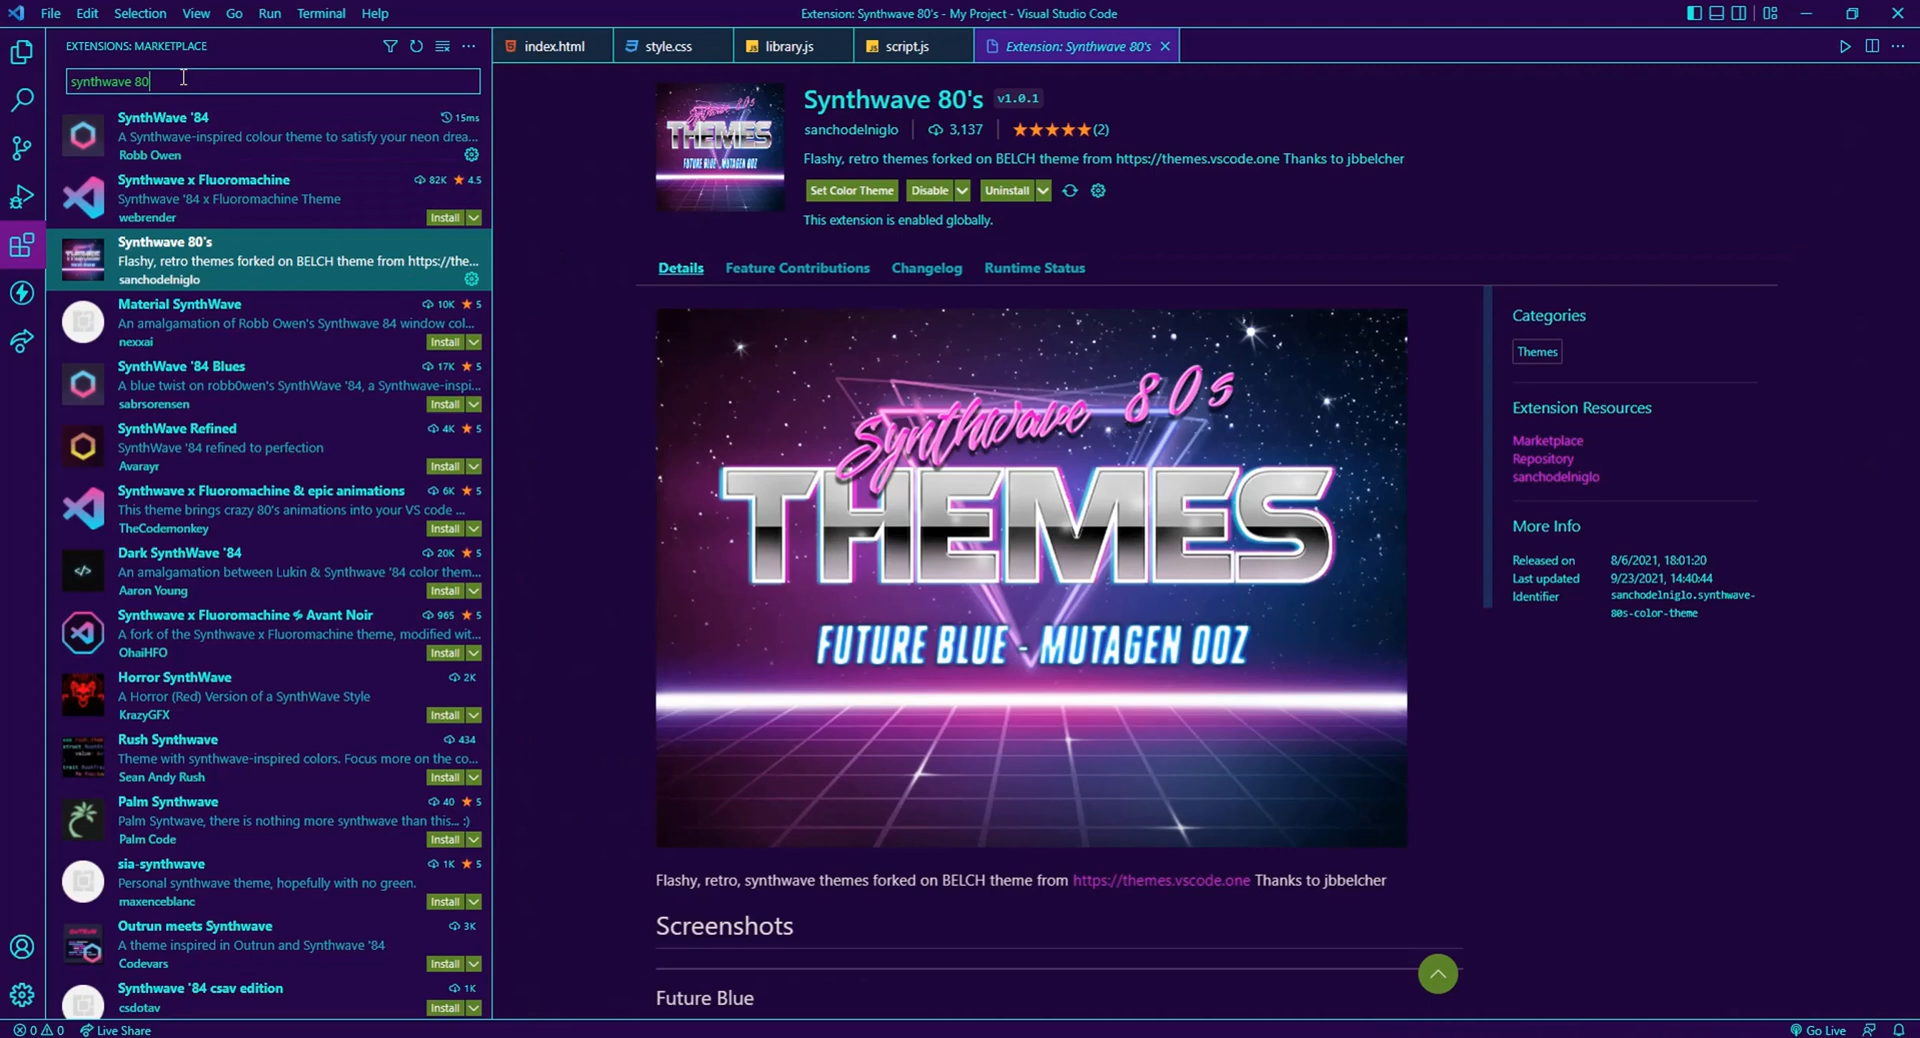 File Edit Selection View Go Run Terminal Help
Extension: Synthwave 80's - My Project - Visual Studio Code
EXTENSIONS: MARKETPLACE
synthwave 80
index.html
style.css
library.js
script.js
Extension: Synthwave 80's
SynthWave '84
15ms
A Synthwave-inspired colour theme to satisfy your neon drea...
Robb Owen
Synthwave x Fluoromachine
82K 4.5
Synthwave '84 x Fluoromachine Theme
webrender
Install
Synthwave 80's
Flashy, retro themes forked on BELCH theme from https://the...
sanchodelniglo
Material SynthWave
10K 5
An amalgamation of Robb Owen's Synthwave 84 window col...
nexxai
Install
SynthWave '84 Blues
17K 5
A blue twist on robb0wen's SynthWave '84, a Synthwave-inspi...
sabrsorensen
Install
SynthWave Refined
4K 5
SynthWave '84 refined to perfection
Avarayr
Install
Synthwave x Fluoromachine & epic animations
6K 5
This theme brings crazy 80's animations into your VS code ...
TheCodemonkey
Install
Dark SynthWave '84
20K 5
An amalgamation between Lukin & Synthwave '84 color them...
Aaron Young
Install
Synthwave x Fluoromachine Avant Noir
965 5
A fork of the Synthwave x Fluoromachine theme, modified wit...
OhaiHFO
Install
Horror SynthWave
2K
A Horror (Red) Version of a SynthWave Style
KrazyGFX
Install
Rush Synthwave
434
Theme with synthwave-inspired colors. Focus more on the co...
Sean Andy Rush
Install
Palm Synthwave
40 5
Palm Syntwave, there is nothing more synthwave than this... :)
Palm Code
Install
sia-synthwave
1K 5
Personal synthwave theme, hopefully with no green.
maxenceblanc
Install
Outrun meets Synthwave
3K
A theme inspired in Outrun and Synthwave '84
Codevars
Install
Synthwave '84 csav edition
1K
csdotav
Install
THEMES
FUTURE BLUE - MUTAGEN OOZ
Synthwave 80's v1.0.1
sanchodelniglo 3,137 (2)
Flashy, retro themes forked on BELCH theme from https://themes.vscode.one Thanks to jbbelcher
Set Color Theme Disable Uninstall
This extension is enabled globally.
Details Feature Contributions Changelog Runtime Status
Synthwave 80s
THEMES
FUTURE BLUE - MUTAGEN OOZ
Flashy, retro, synthwave themes forked on BELCH theme from https://themes.vscode.one Thanks to jbbelcher
Screenshots
Future Blue
Categories
Themes
Extension Resources
Marketplace
Repository
sanchodelniglo
More Info
Released on 8/6/2021, 18:01:20
Last updated 9/23/2021, 14:40:44
Identifier sanchodelniglo.synthwave-
80s-color-theme
0 0 Live Share
Go Live